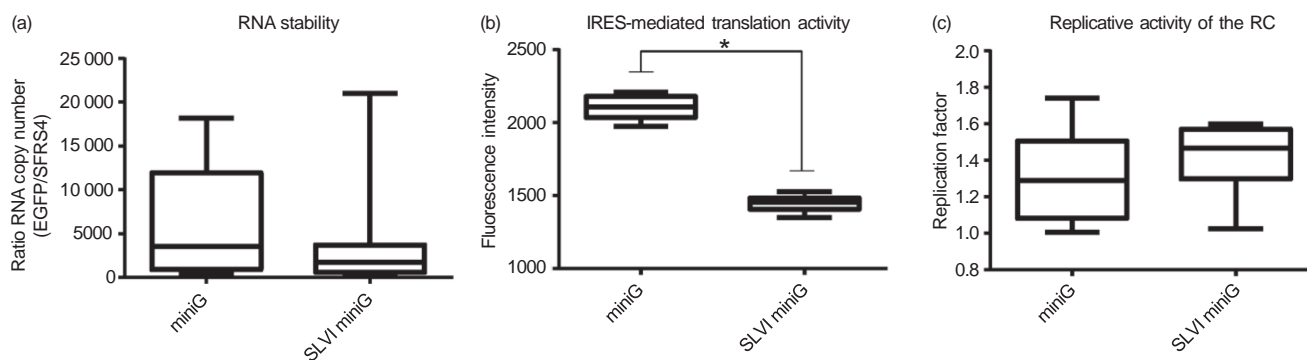 (a) RNA stability
Ratio RNA copy number
(EGFP/SFRS4)
25 000
20 000
15 000
10 000
5000
0
miniG
SLVI miniG
(b) IRES-mediated translation activity
Fluorescence intensity
2500
2000
1500
1000
*
miniG
SLVI miniG
(c) Replicative activity of the RC
Replication factor
2.0
1.8
1.6
1.4
1.2
1.0
0.8
miniG
SLVI miniG